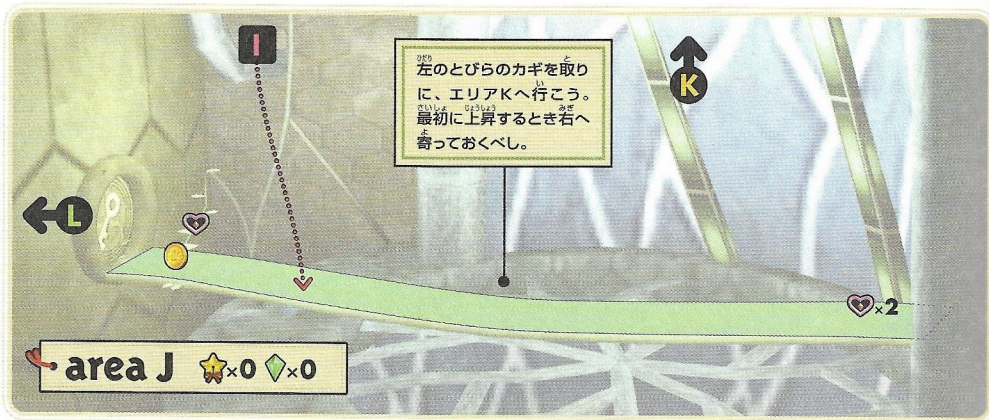 I
K
左のとびらのカギを取り
に、エリアKへ行こう。
最初に上昇するとき右へ
寄っておくべし。
L
×2
area J ×0 ×0